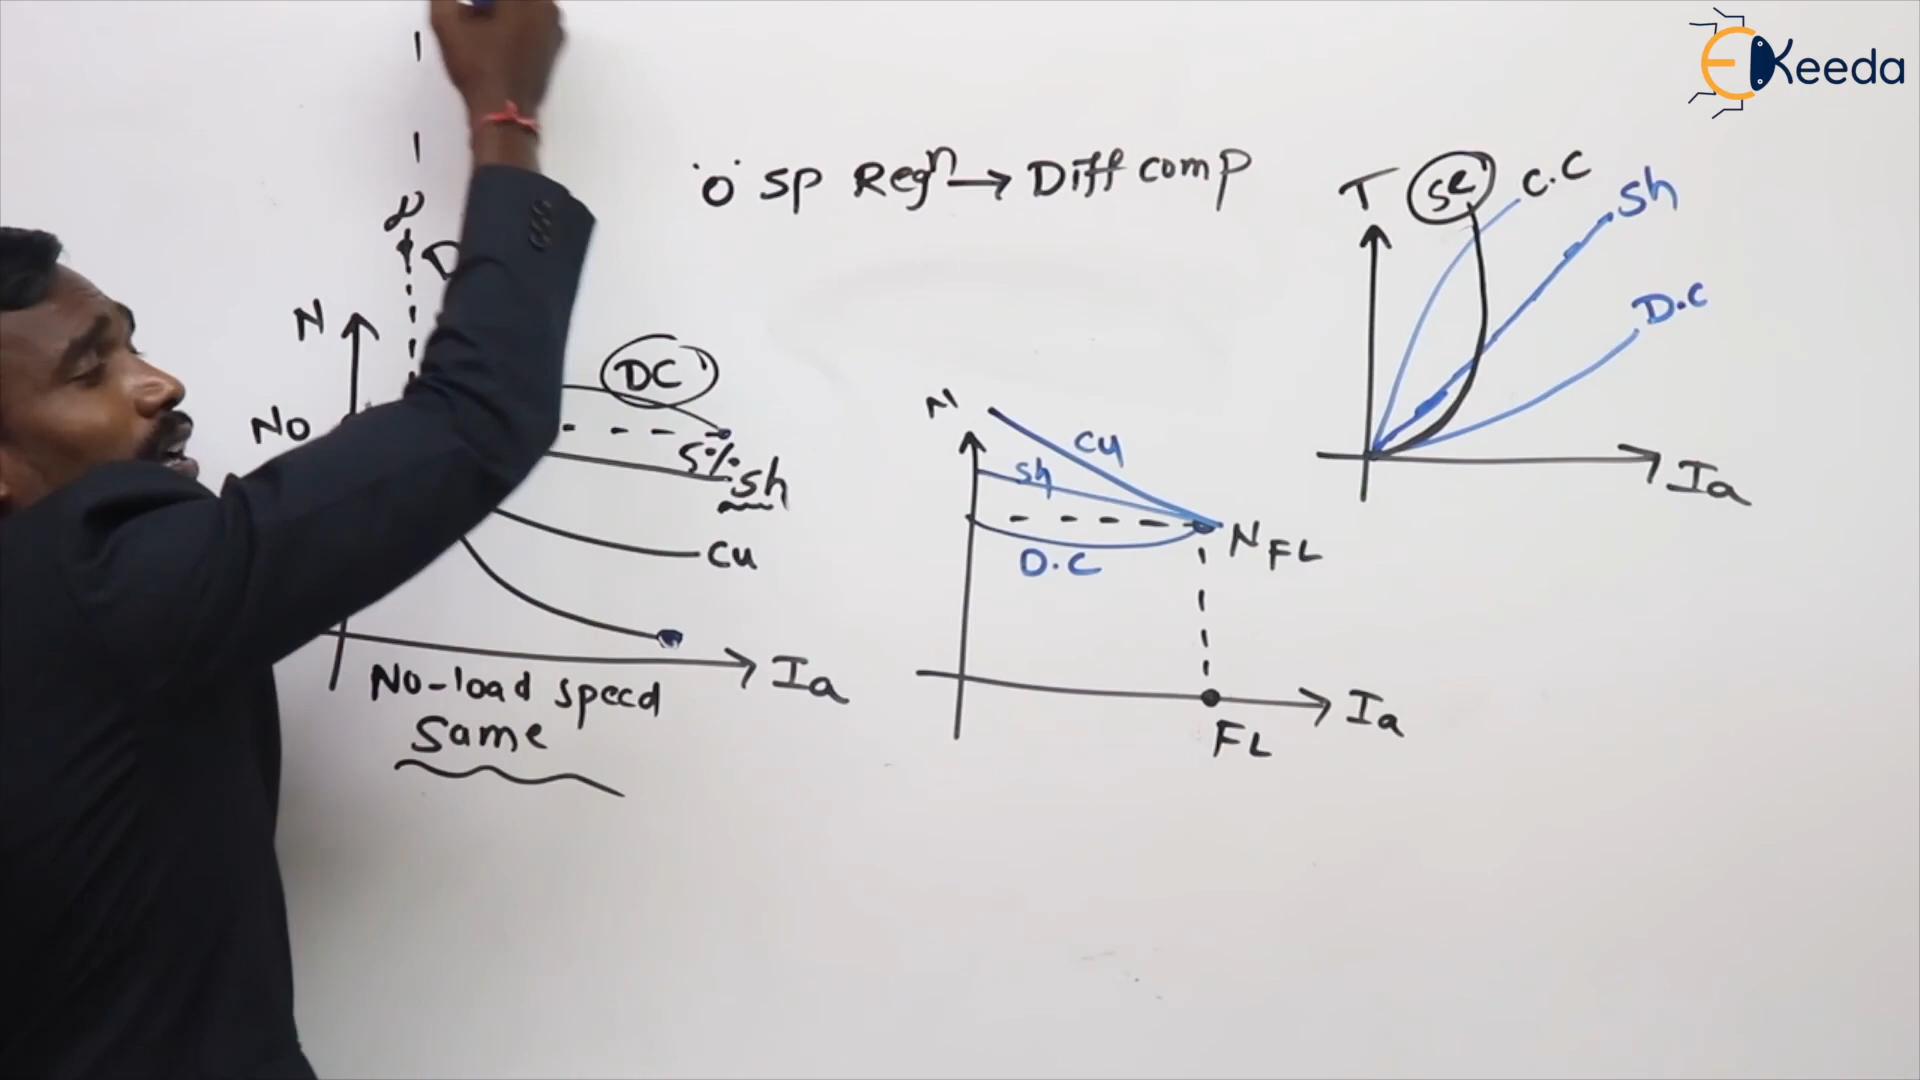 EKeeda
'0' SP Regn → Diff comp
T
Se
C.C
Sh
D.C
Ia
N
No
DC
5%
Sh
Cu
Ia
No-load speed
Same
N
Cu
Sh
D.C
NFL
Ia
FL